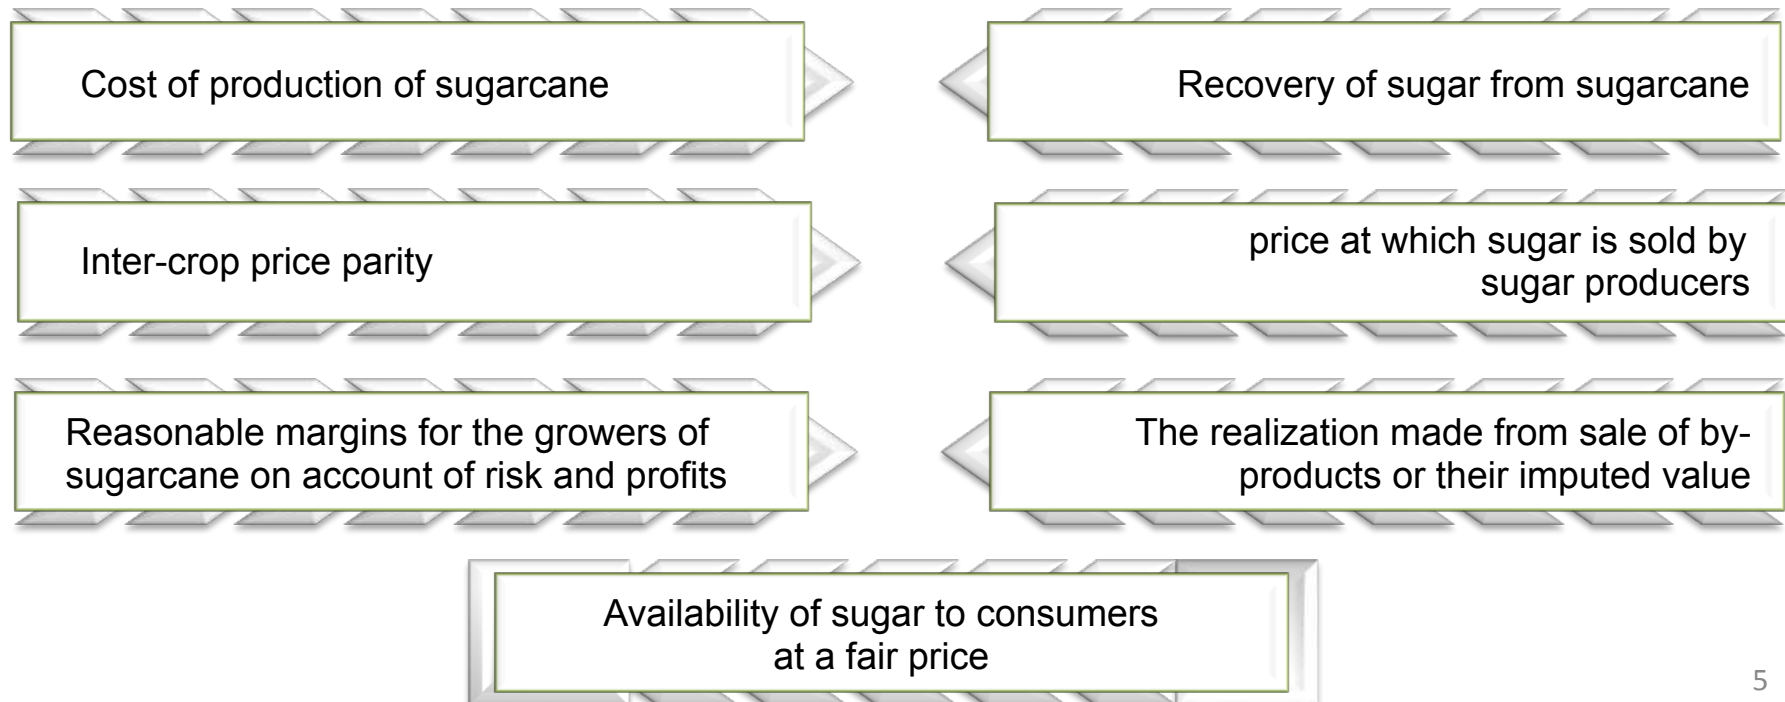 Cost of production of sugarcane
Recovery of sugar from sugarcane
Inter-crop price parity
price at which sugar is sold by
sugar producers
Reasonable margins for the growers of
sugarcane on account of risk and profits
The realization made from sale of by-
products or their imputed value
Availability of sugar to consumers
at a fair price
5